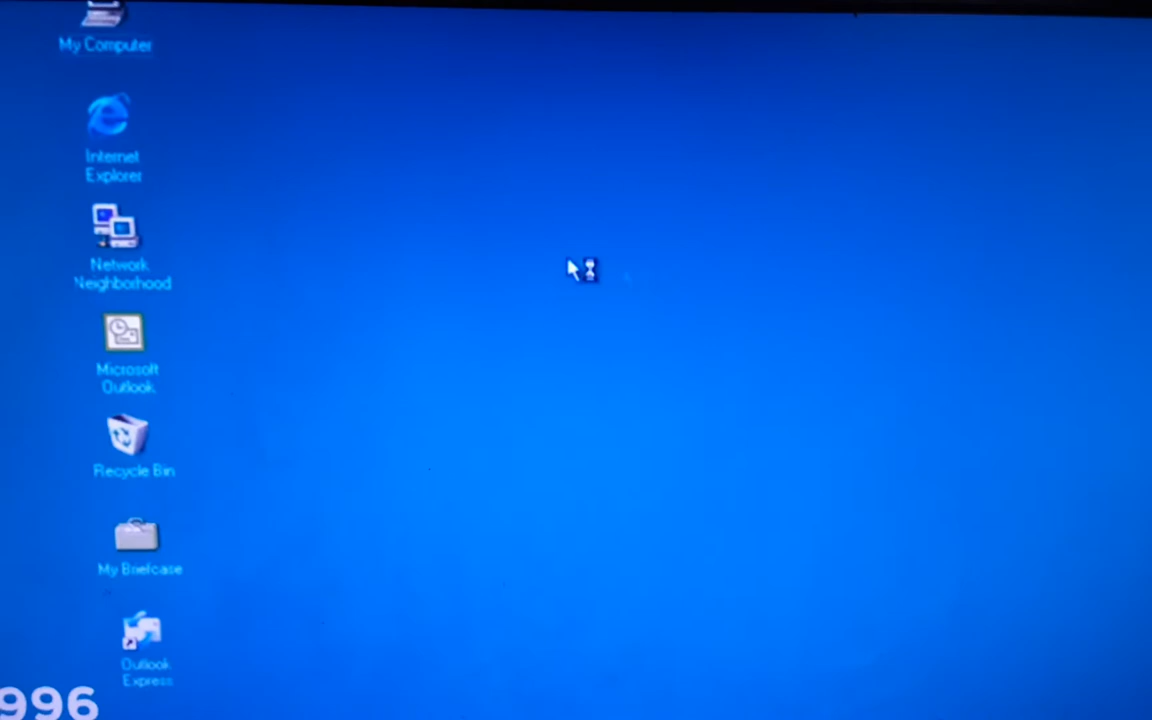 My Computer
Internet
Explorer
Network
Neighborhood
Microsoft
Outlook
Recycle Bin
My Briefcase
Outlook
Express
996